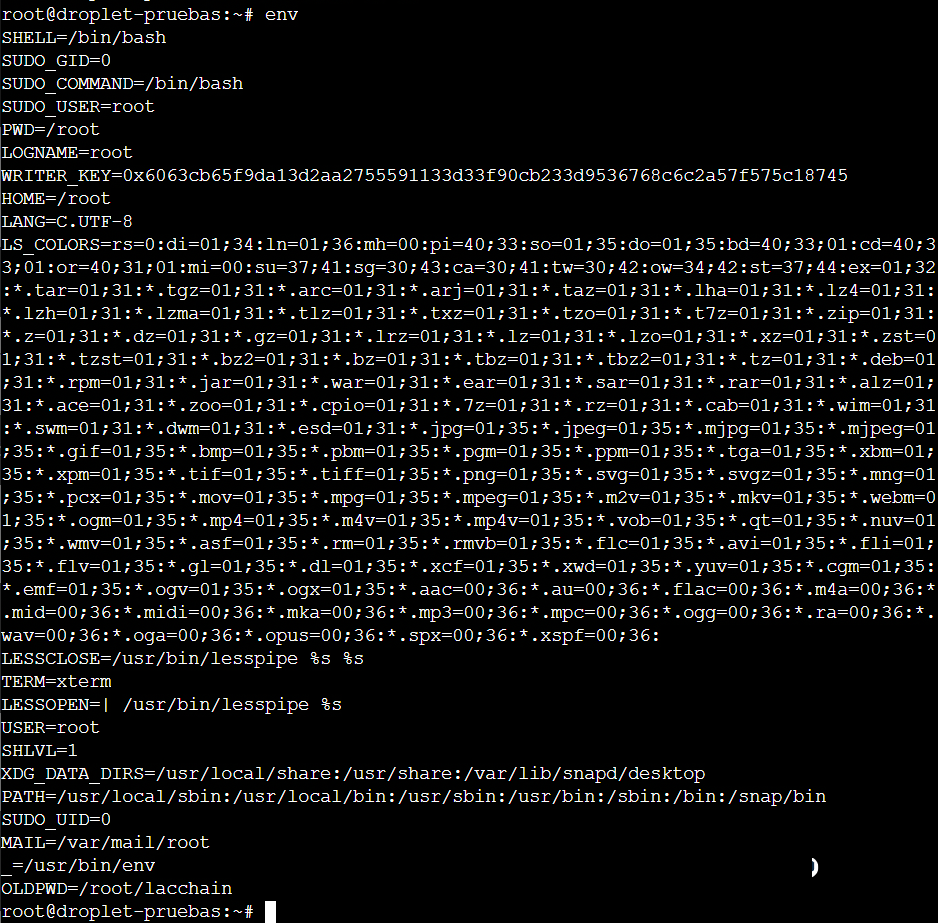 root@droplet-pruebas:~# env
SHELL=/bin/bash
SUDO_GID=0
SUDO_COMMAND=/bin/bash
SUDO_USER=root
PWD=/root
LOGNAME=root
WRITER_KEY=0x6063cb65f9da13d2aa2755591133d33f90cb233d9536768c6c2a57f575c18745
HOME=/root
LANG=C.UTF-8
LS_COLORS=rs=0:di=01;34:ln=01;36:mh=00:pi=40;33:so=01;35:do=01;35:bd=40;33;01:cd=40;3
3;01:or=40;31;01:mi=00:su=37;41:sg=30;43:ca=30;41:tw=30;42:ow=34;42:st=37;44:ex=01;32
:*.tar=01;31:*.tgz=01;31:*.arc=01;31:*.arj=01;31:*.taz=01;31:*.lha=01;31:*.lz4=01;31:
*.lzh=01;31:*.lzma=01;31:*.tlz=01;31:*.txz=01;31:*.tzo=01;31:*.t7z=01;31:*.zip=01;31:
*.z=01;31:*.dz=01;31:*.gz=01;31:*.lrz=01;31:*.lz=01;31:*.lzo=01;31:*.xz=01;31:*.zst=0
1;31:*.tzst=01;31:*.bz2=01;31:*.bz=01;31:*.tbz=01;31:*.tbz2=01;31:*.tz=01;31:*.deb=01
;31:*.rpm=01;31:*.jar=01;31:*.war=01;31:*.ear=01;31:*.sar=01;31:*.rar=01;31:*.alz=01;
31:*.ace=01;31:*.zoo=01;31:*.cpio=01;31:*.7z=01;31:*.rz=01;31:*.cab=01;31:*.wim=01;31
:*.swm=01;31:*.dwm=01;31:*.esd=01;31:*.jpg=01;35:*.jpeg=01;35:*.mjpg=01;35:*.mjpeg=01
;35:*.gif=01;35:*.bmp=01;35:*.pbm=01;35:*.pgm=01;35:*.ppm=01;35:*.tga=01;35:*.xbm=01;
35:*.xpm=01;35:*.tif=01;35:*.tiff=01;35:*.png=01;35:*.svg=01;35:*.svgz=01;35:*.mng=01
;35:*.pcx=01;35:*.mov=01;35:*.mpg=01;35:*.mpeg=01;35:*.m2v=01;35:*.mkv=01;35:*.webm=0
1;35:*.ogm=01;35:*.mp4=01;35:*.m4v=01;35:*.mp4v=01;35:*.vob=01;35:*.qt=01;35:*.nuv=01
;35:*.wmv=01;35:*.asf=01;35:*.rm=01;35:*.rmvb=01;35:*.flc=01;35:*.avi=01;35:*.fli=01;
35:*.flv=01;35:*.gl=01;35:*.dl=01;35:*.xcf=01;35:*.xwd=01;35:*.yuv=01;35:*.cgm=01;35:
*.emf=01;35:*.ogv=01;35:*.ogx=01;35:*.aac=00;36:*.au=00;36:*.flac=00;36:*.m4a=00;36:*
.mid=00;36:*.midi=00;36:*.mka=00;36:*.mp3=00;36:*.mpc=00;36:*.ogg=00;36:*.ra=00;36:*.
wav=00;36:*.oga=00;36:*.opus=00;36:*.spx=00;36:*.xspf=00;36:
LESSCLOSE=/usr/bin/lesspipe %s %s
TERM=xterm
LESSOPEN=| /usr/bin/lesspipe %s
USER=root
SHLVL=1
XDG_DATA_DIRS=/usr/local/share:/usr/share:/var/lib/snapd/desktop
PATH=/usr/local/sbin:/usr/local/bin:/usr/sbin:/usr/bin:/sbin:/bin:/snap/bin
SUDO_UID=0
MAIL=/var/mail/root
_=/usr/bin/env
OLDPWD=/root/lacchain
root@droplet-pruebas:~#